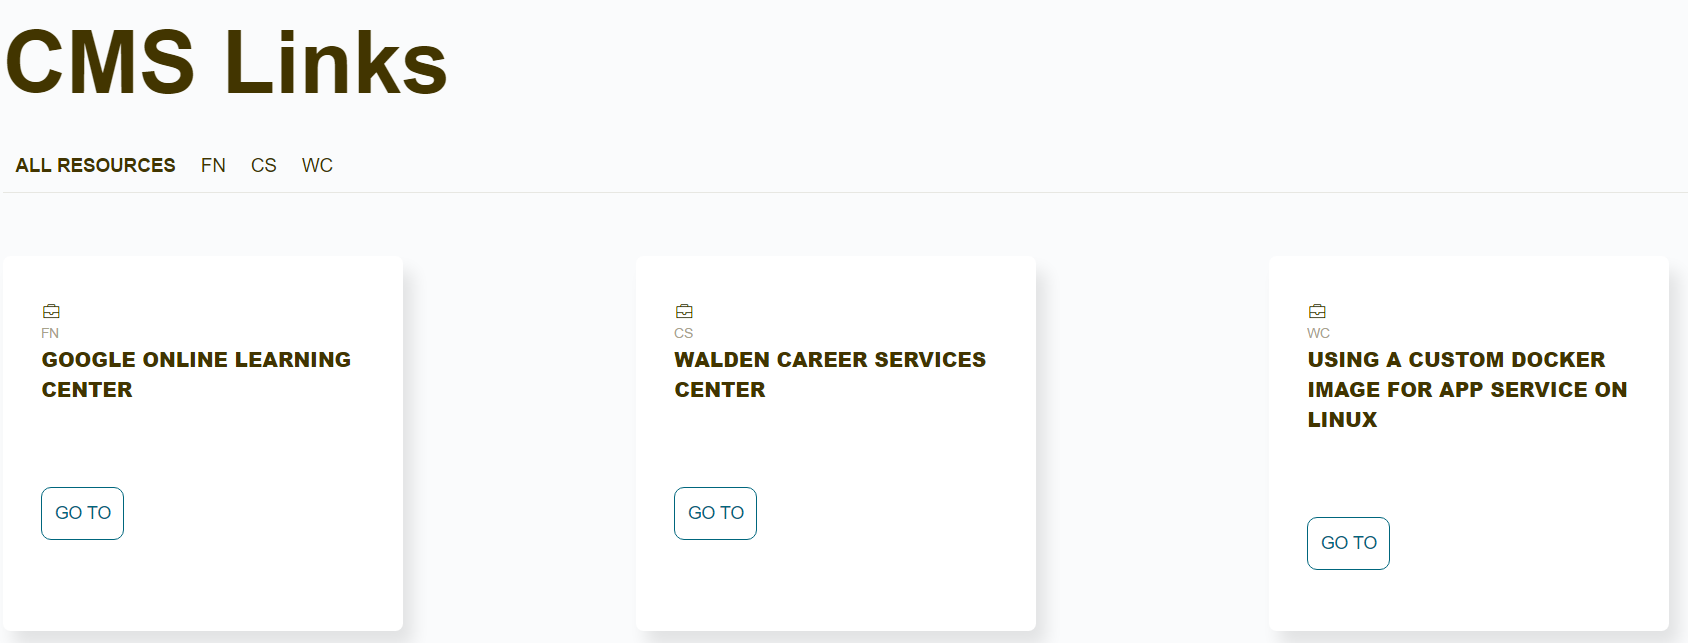 CMS Links
ALL RESOURCES FN CS WC
FN
GOOGLE ONLINE LEARNING
CENTER
GO TO
CS
WALDEN CAREER SERVICES
CENTER
GO TO
WC
USING A CUSTOM DOCKER
IMAGE FOR APP SERVICE ON
LINUX
GO TO